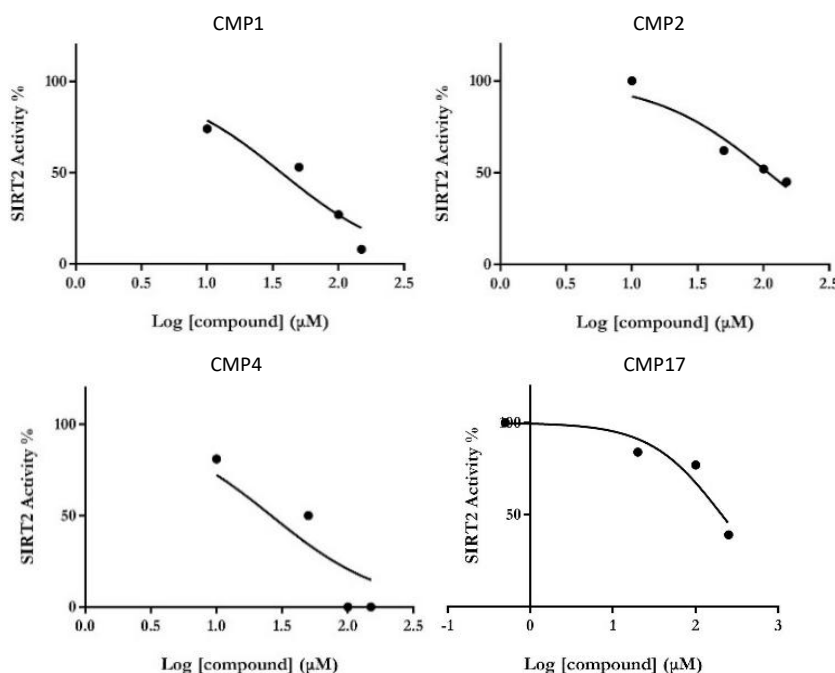 CMP1
CMP2
SIRT2 Activity %
100
50
0
0.0 0.5 1.0 1.5 2.0 2.5
Log [compound] (µM)
SIRT2 Activity %
100
50
0
0.0 0.5 1.0 1.5 2.0 2.5
Log [compound] (µM)
CMP4
CMP17
SIRT2 Activity %
100
50
0
0.0 0.5 1.0 1.5 2.0 2.5
Log [compound] (µM)
SIRT2 Activity %
100
50
-1 0 1 2 3
Log [compound] (µM)